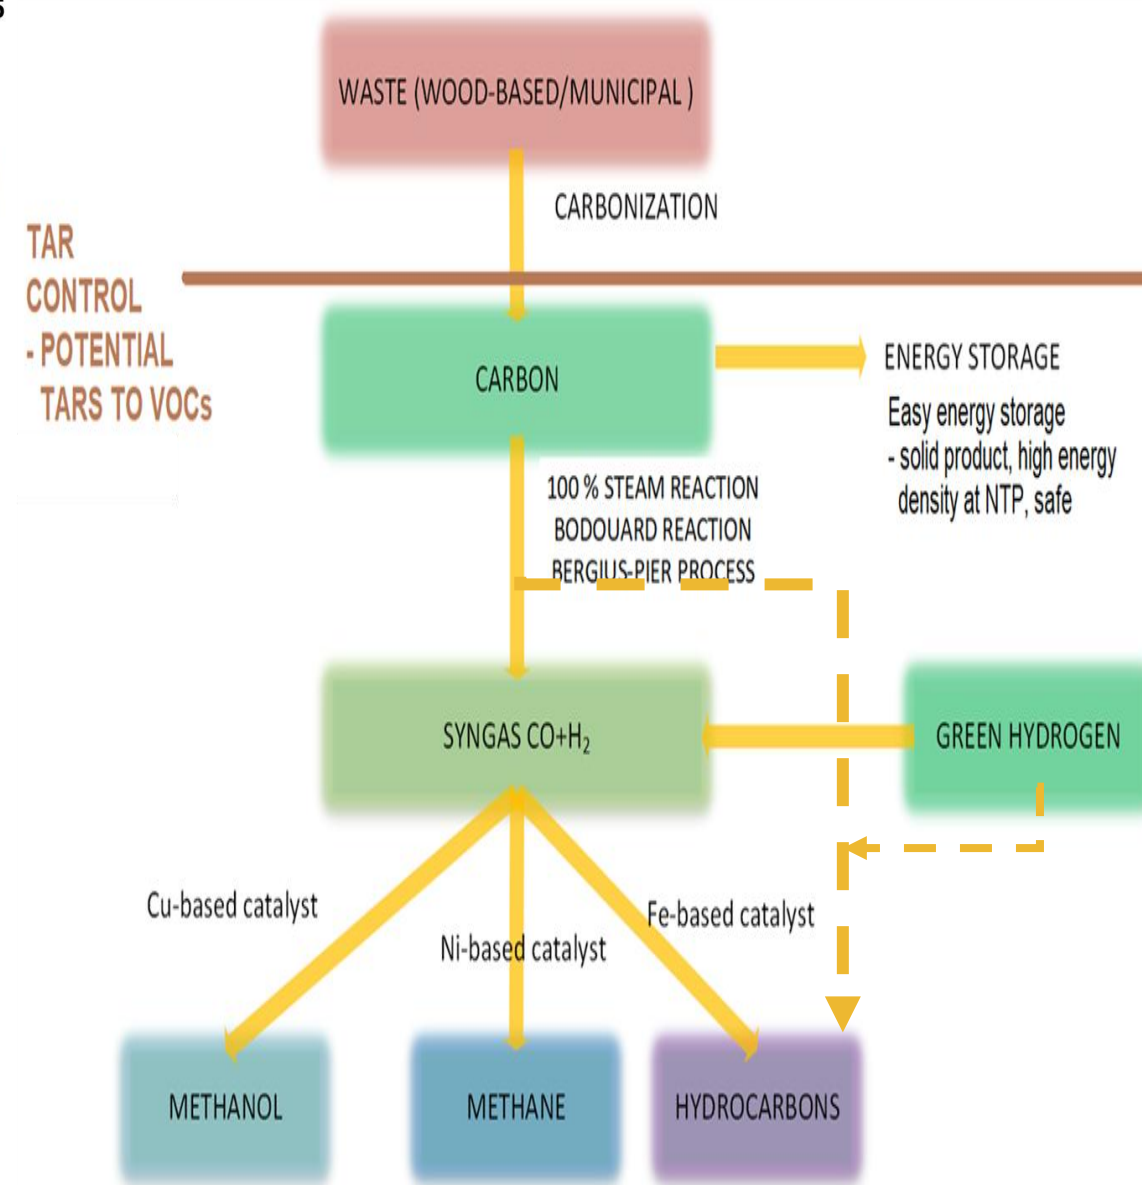 WASTE (WOOD-BASED/MUNICIPAL )
CARBONIZATION
TAR
CONTROL
- POTENTIAL
TARS TO VOCs
CARBON
ENERGY STORAGE
Easy energy storage
- solid product, high energy
density at NTP, safe
100 % STEAM REACTION
BODOUARD REACTION
BERGIUS-PIER PROCESS
SYNGAS CO+H₂
GREEN HYDROGEN
Cu-based catalyst
Ni-based catalyst
Fe-based catalyst
METHANOL
METHANE
HYDROCARBONS